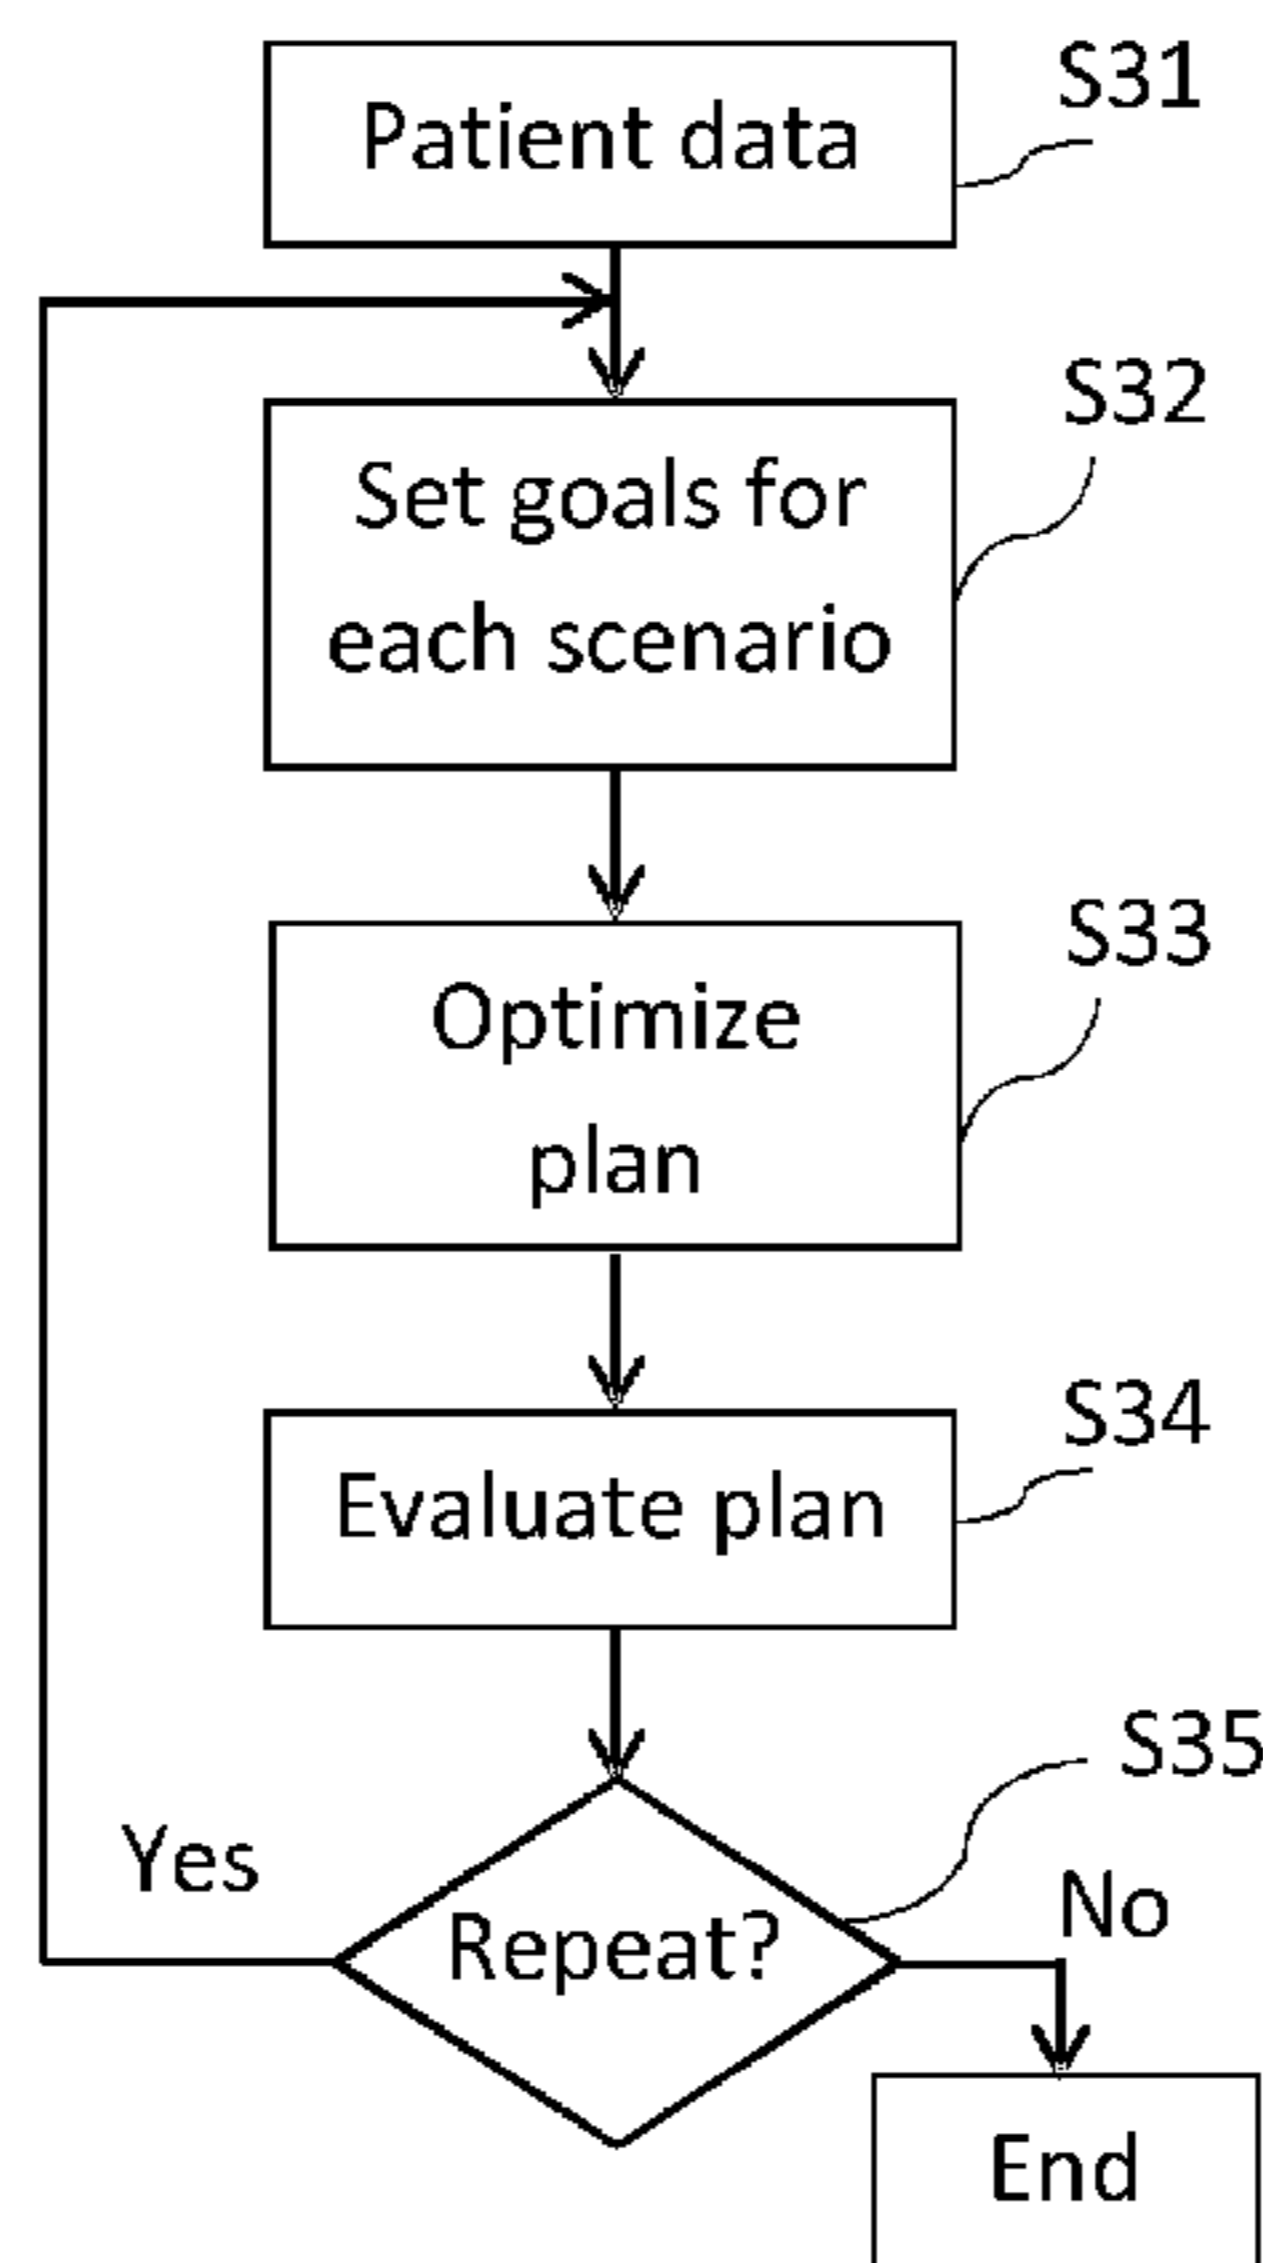 Patient data
S31
Set goals for
each scenario
S32
Optimize
plan
S33
Evaluate plan
S34
Repeat?
S35
Yes
No
End